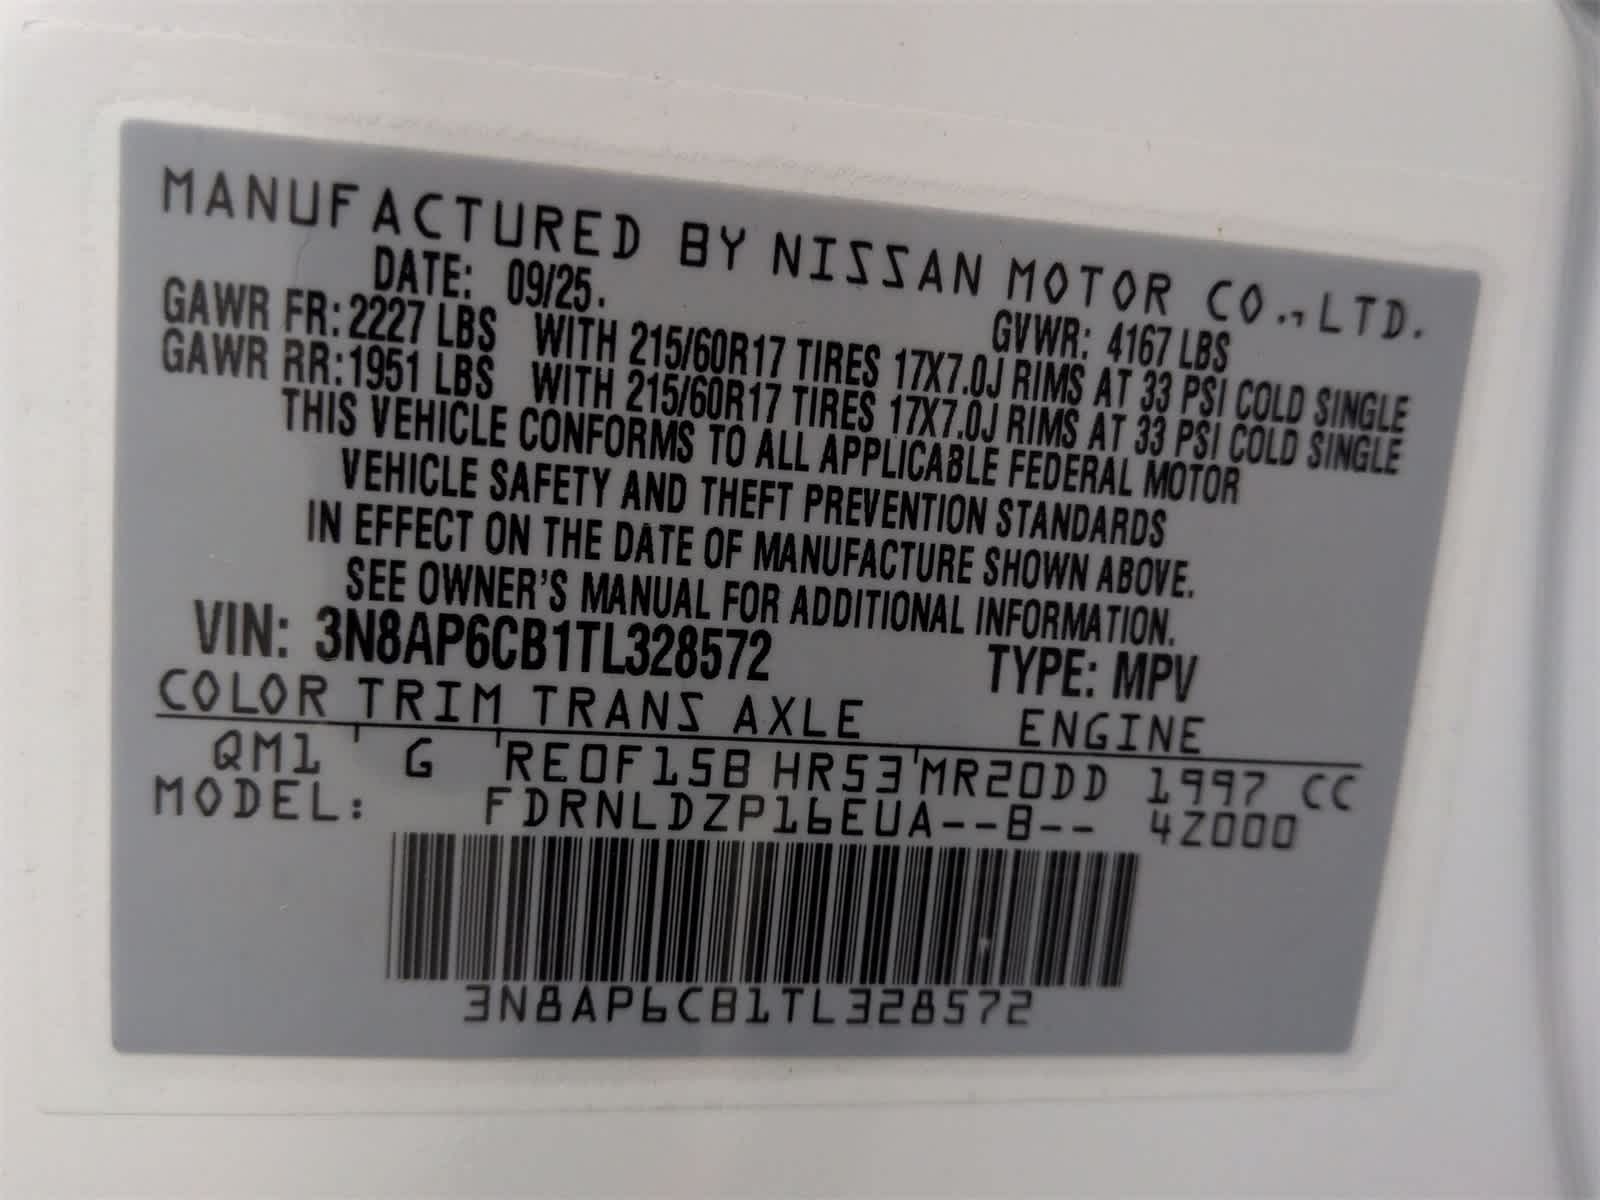 MANUFACTURED BY NISSAN MOTOR CO.,LTD.
DATE: 09/25. GVWR: 4167 LBS
GAWR FR: 2227 LBS WITH 215/60R17 TIRES 17X7.0J RIMS AT 33 PSI COLD SINGLE
GAWR RR: 1951 LBS WITH 215/60R17 TIRES 17X7.0J RIMS AT 33 PSI COLD SINGLE
THIS VEHICLE CONFORMS TO ALL APPLICABLE FEDERAL MOTOR
VEHICLE SAFETY AND THEFT PREVENTION STANDARDS
IN EFFECT ON THE DATE OF MANUFACTURE SHOWN ABOVE.
SEE OWNER'S MANUAL FOR ADDITIONAL INFORMATION.
VIN: 3N8AP6CB1TL328572 TYPE: MPV
COLOR TRIM TRANS AXLE ENGINE
QM1 G RE0F15B HR53 MR20DD 1997 CC
MODEL: FDRNLDZP16EUA--B-- 4Z000
3N8AP6CB1TL328572